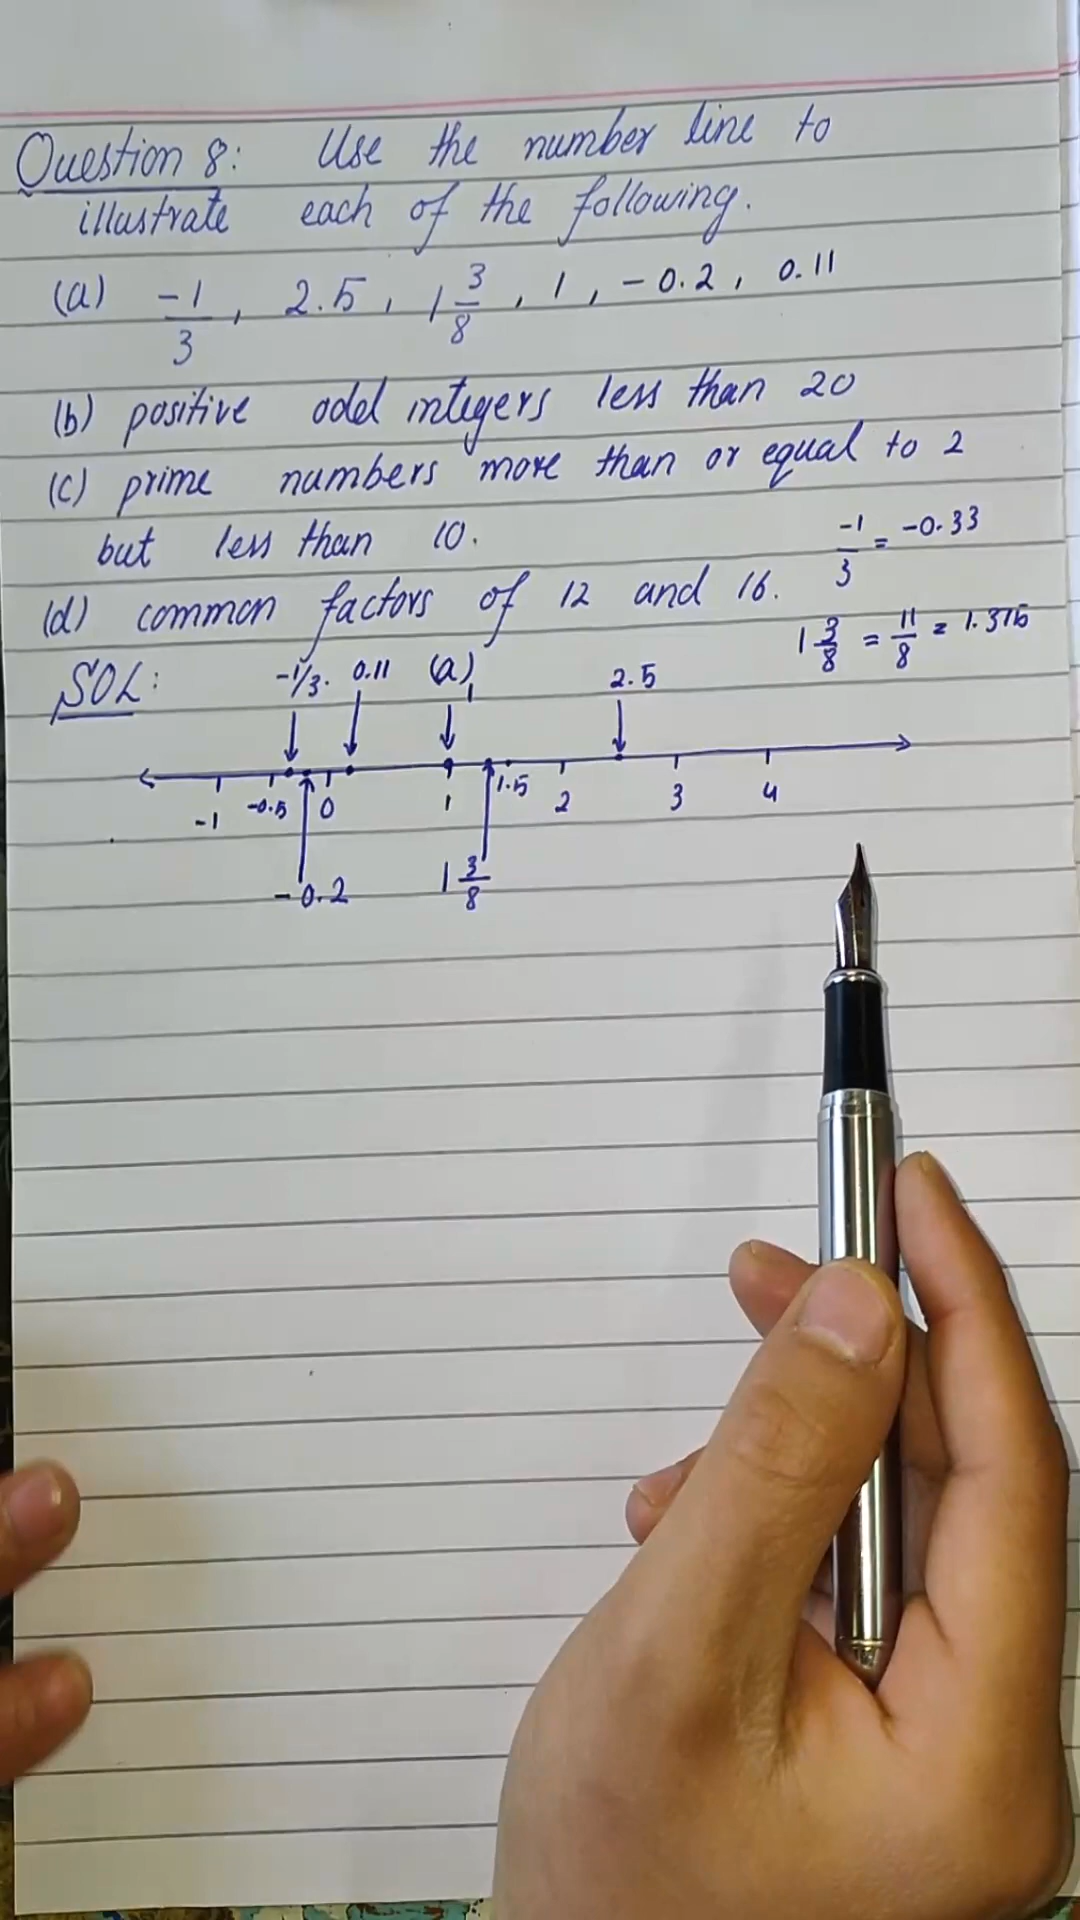 Question 8: Use the number line to
illustrate each of the following.
(a) -1/3, 2.5, 1 3/8, 1, -0.2, 0.11
(b) positive odd integers less than 20
(c) prime numbers more than or equal to 2
but less than 10.
-1/3 = -0.33
(d) common factors of 12 and 16.
1 3/8 = 11/8 = 1.375
SOL:
(a)
-1/3. 0.11 1 2.5
-1 -0.5 0 1 1.5 2 3 4
-0.2 1 3/8